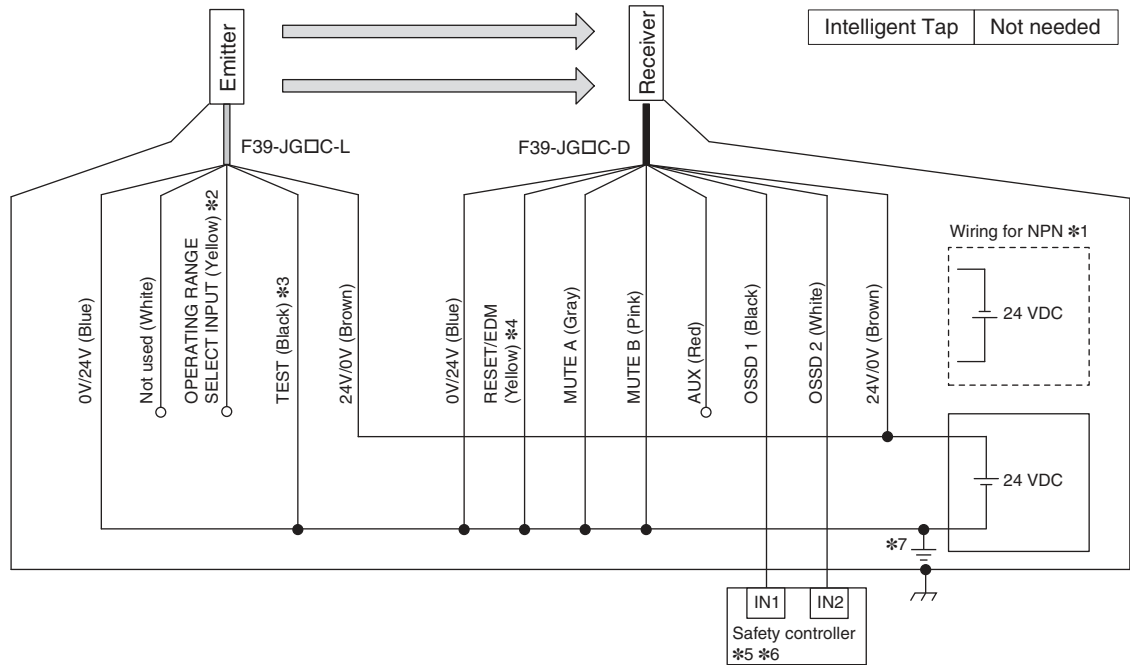 Intelligent Tap Not needed
Emitter
Receiver
F39-JG□C-L
F39-JG□C-D
0V/24V (Blue)
Not used (White)
OPERATING RANGE
SELECT INPUT (Yellow) ✻2
TEST (Black) ✻3
24V/0V (Brown)
0V/24V (Blue)
RESET/EDM
(Yellow) ✻4
MUTE A (Gray)
MUTE B (Pink)
AUX (Red)
OSSD 1 (Black)
OSSD 2 (White)
24V/0V (Brown)
Wiring for NPN ✻1
24 VDC
24 VDC
✻7
IN1 IN2
Safety controller
✻5 ✻6